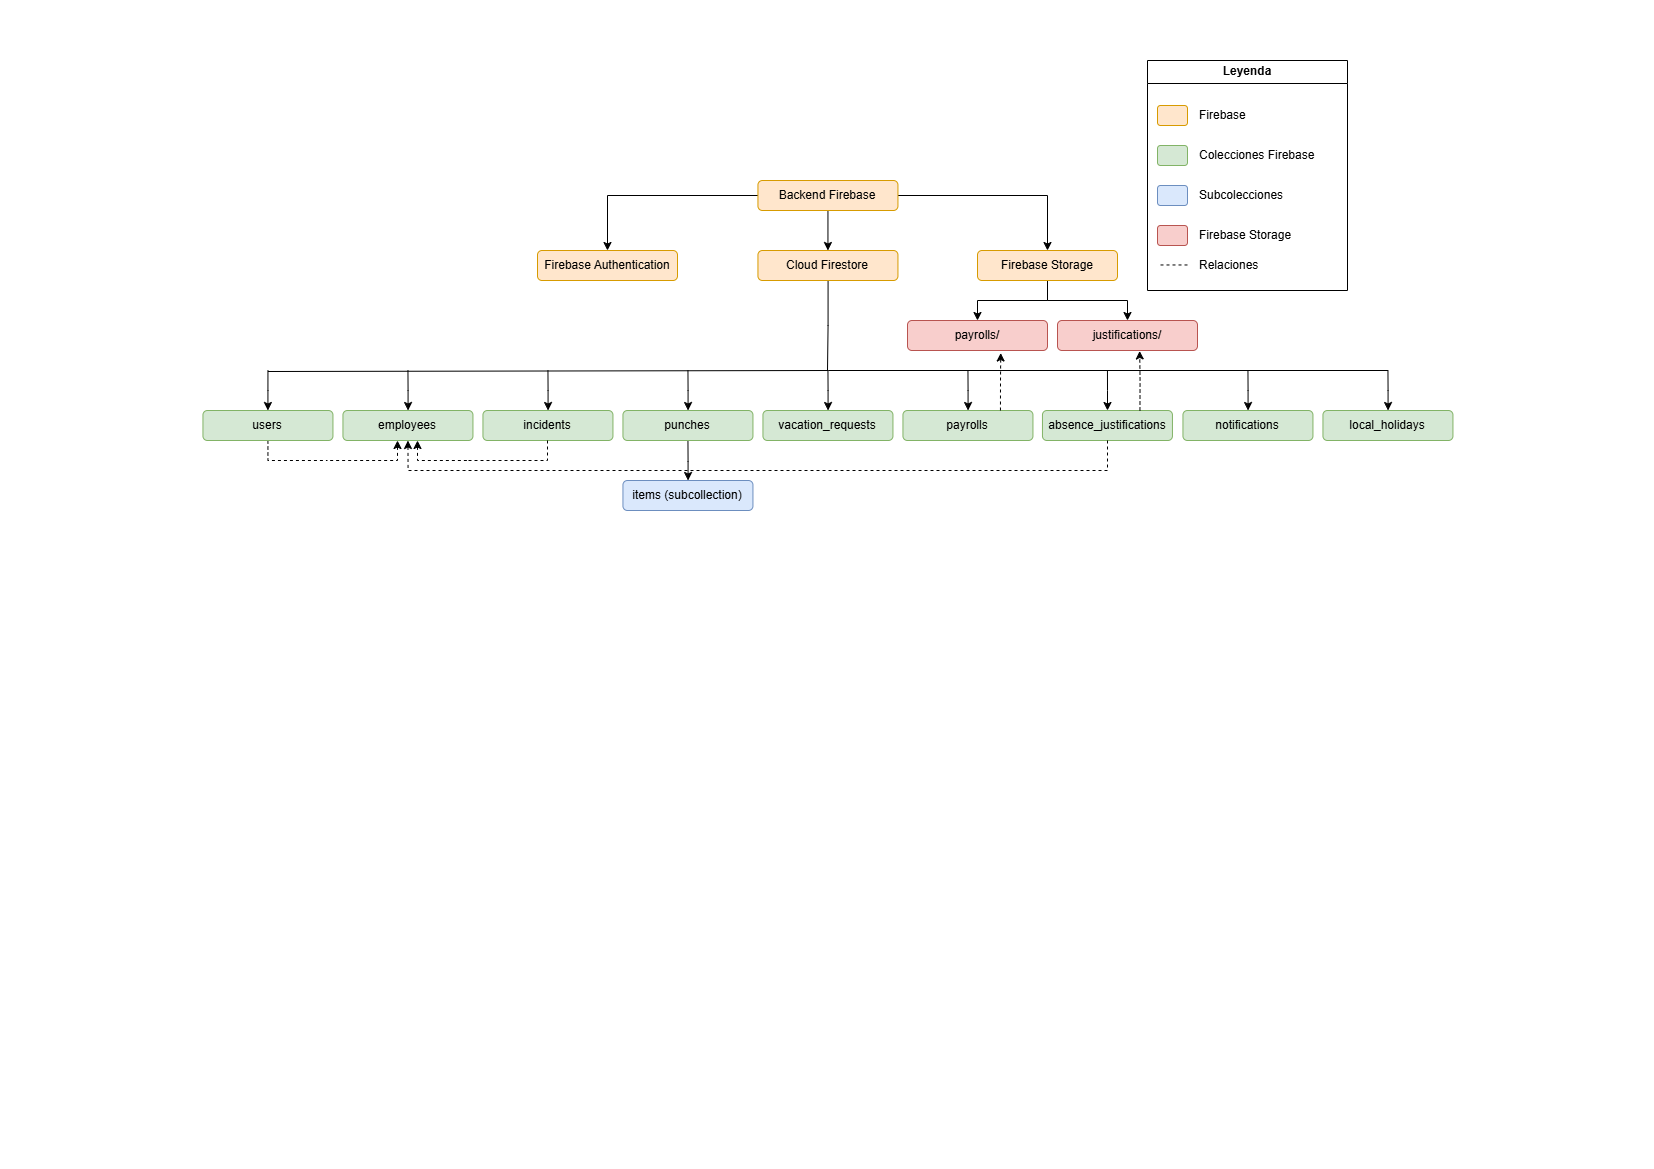 Leyenda
Firebase
Colecciones Firebase
Subcolecciones
Firebase Storage
Relaciones
Backend Firebase
Firebase Authentication
Cloud Firestore
Firebase Storage
payrolls/
justifications/
users
employees
incidents
punches
vacation_requests
payrolls
absence_justifications
notifications
local_holidays
items (subcollection)